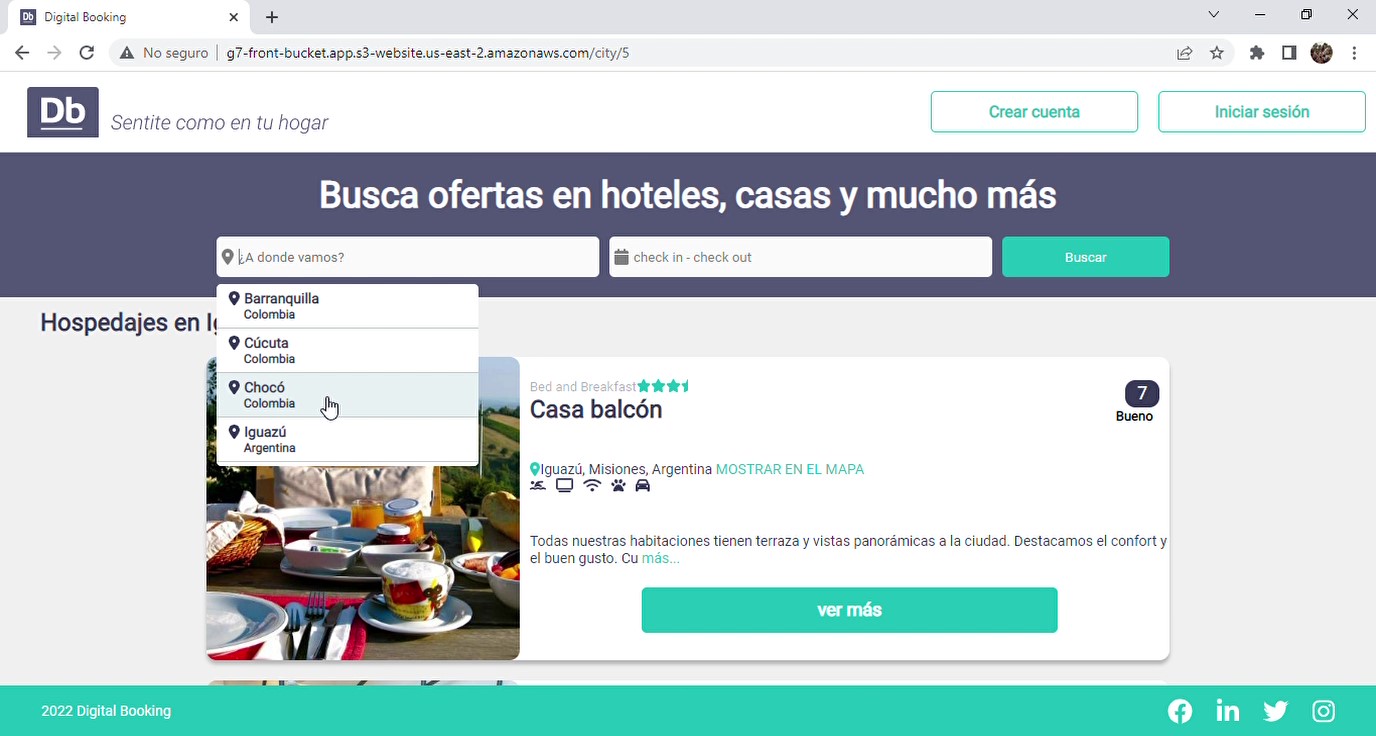 Digital Booking
No seguro
g7-front-bucket.app.s3-website.us-east-2.amazonaws.com/city/5
Db
Sentite como en tu hogar
Crear cuenta
Iniciar sesión
Busca ofertas en hoteles, casas y mucho más
¿A donde vamos?
check in - check out
Buscar
Barranquilla
Colombia
Cúcuta
Colombia
Chocó
Colombia
Iguazú
Argentina
Hospedajes en
Bed and Breakfast
Casa balcón
7
Bueno
Iguazú, Misiones, Argentina MOSTRAR EN EL MAPA
Todas nuestras habitaciones tienen terraza y vistas panorámicas a la ciudad. Destacamos el confort y
el buen gusto. Cu más...
ver más
2022 Digital Booking